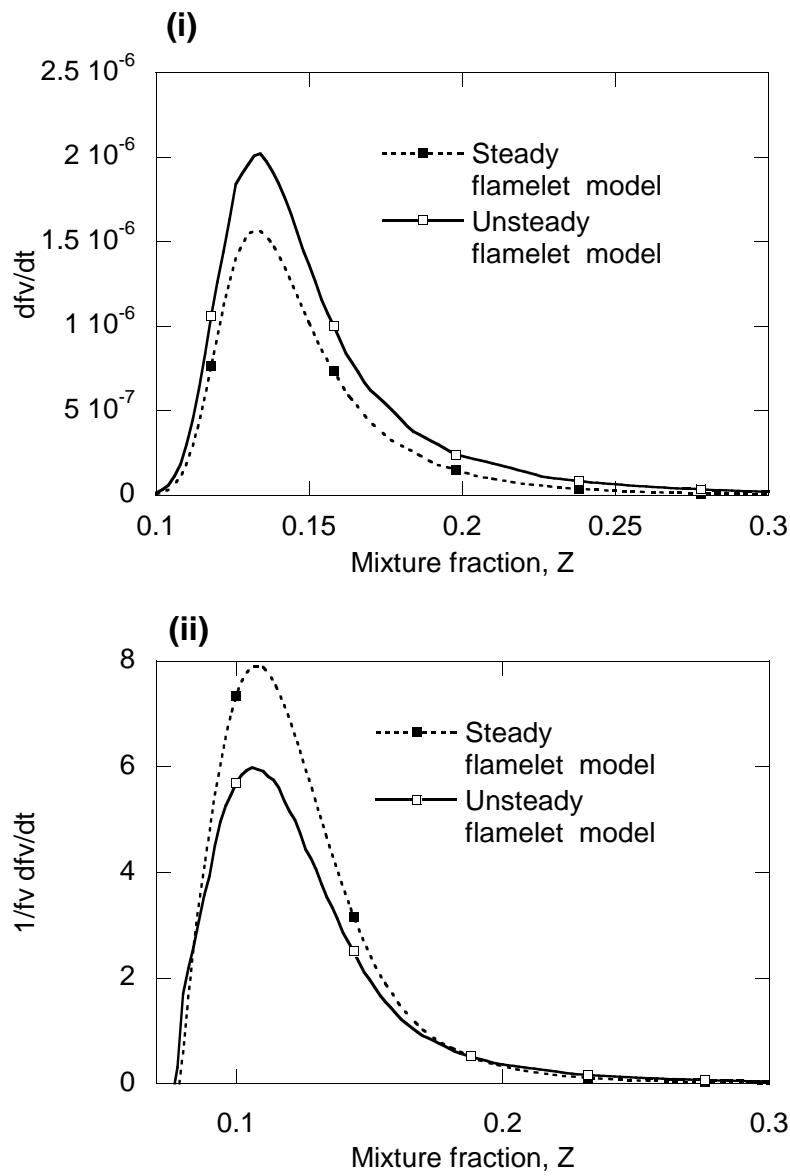 (i)
2.5 10⁻⁶
2 10⁻⁶
1.5 10⁻⁶
1 10⁻⁶
5 10⁻⁷
0
dfv/dt
Steady
flamelet model
Unsteady
flamelet model
0.1 0.15 0.2 0.25 0.3
Mixture fraction, Z
(ii)
8
6
4
2
0
1/fv dfv/dt
Steady
flamelet model
Unsteady
flamelet model
0.1 0.2 0.3
Mixture fraction, Z